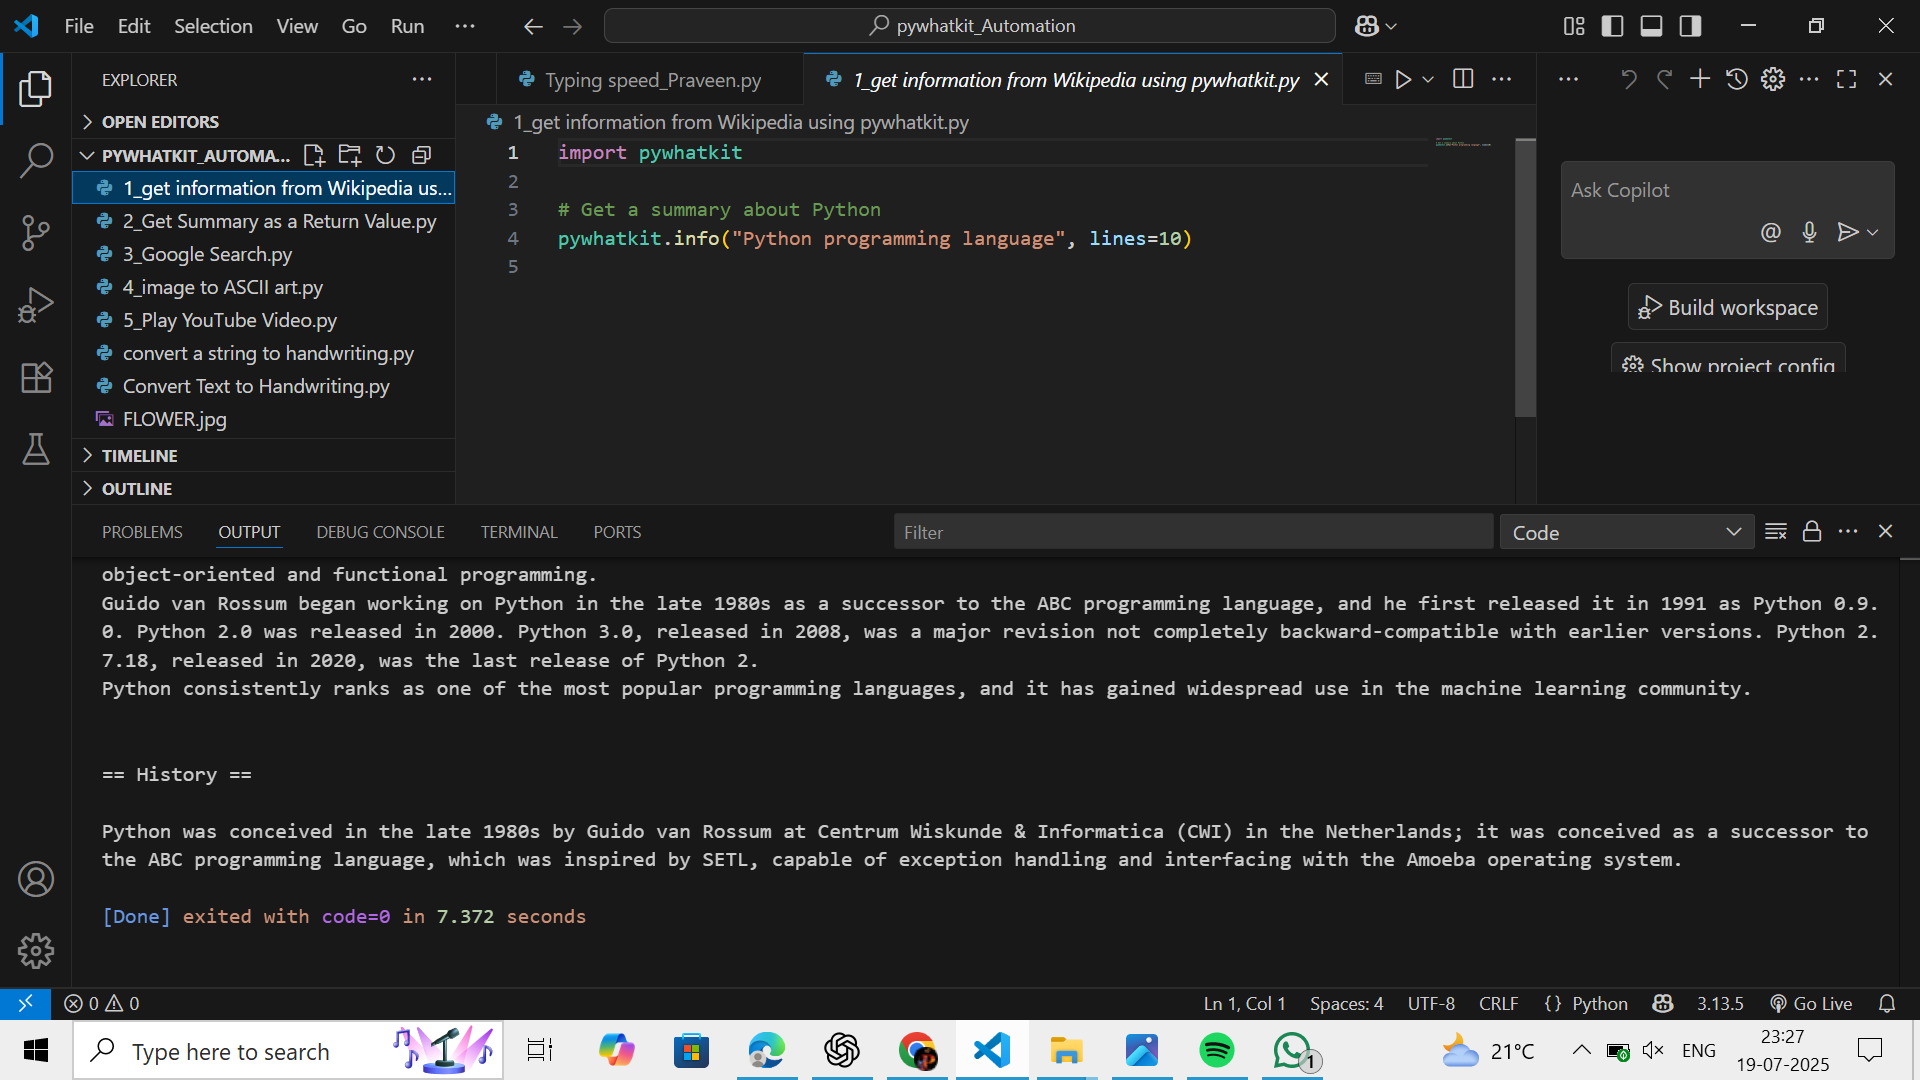 File Edit Selection View Go Run ...
pywhatkit_Automation
EXPLORER
OPEN EDITORS
PYWHATKIT_AUTOMA...
1_get information from Wikipedia us...
2_Get Summary as a Return Value.py
3_Google Search.py
4_image to ASCII art.py
5_Play YouTube Video.py
convert a string to handwriting.py
Convert Text to Handwriting.py
FLOWER.jpg
TIMELINE
OUTLINE
Typing speed_Praveen.py
1_get information from Wikipedia using pywhatkit.py
1_get information from Wikipedia using pywhatkit.py
1 import pywhatkit
2
3 # Get a summary about Python
4 pywhatkit.info("Python programming language", lines=10)
5
Ask Copilot
@
Build workspace
Show project config
PROBLEMS OUTPUT DEBUG CONSOLE TERMINAL PORTS
Filter
Code
object-oriented and functional programming.
Guido van Rossum began working on Python in the late 1980s as a successor to the ABC programming language, and he first released it in 1991 as Python 0.9.
0. Python 2.0 was released in 2000. Python 3.0, released in 2008, was a major revision not completely backward-compatible with earlier versions. Python 2.
7.18, released in 2020, was the last release of Python 2.
Python consistently ranks as one of the most popular programming languages, and it has gained widespread use in the machine learning community.
== History ==
Python was conceived in the late 1980s by Guido van Rossum at Centrum Wiskunde & Informatica (CWI) in the Netherlands; it was conceived as a successor to
the ABC programming language, which was inspired by SETL, capable of exception handling and interfacing with the Amoeba operating system.
[Done] exited with code=0 in 7.372 seconds
0 0
Ln 1, Col 1 Spaces: 4 UTF-8 CRLF {} Python 3.13.5 Go Live
Type here to search
1
21°C
ENG
23:27
19-07-2025